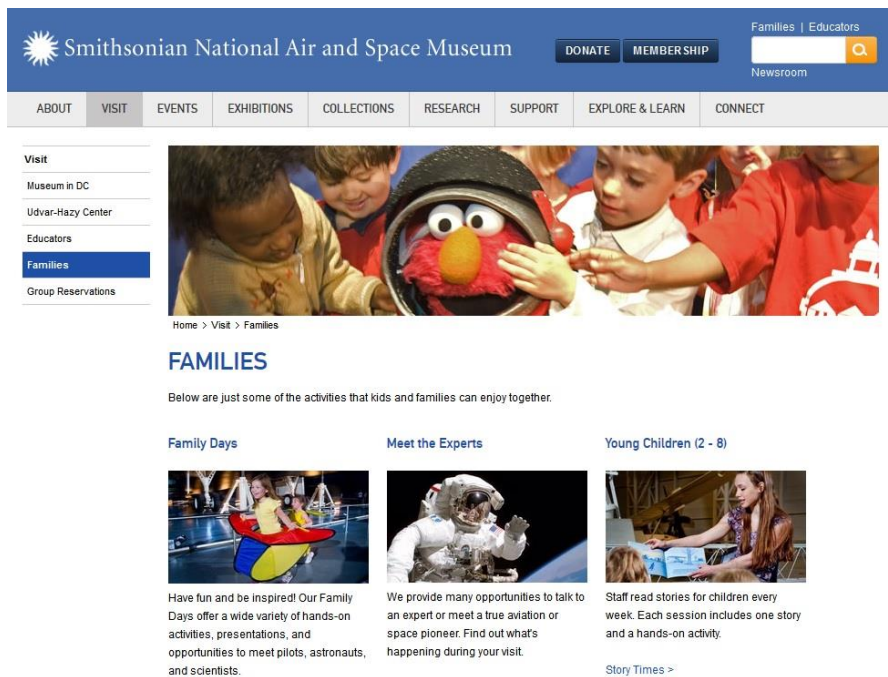 Families | Educators
Smithsonian National Air and Space Museum
DONATE
MEMBERSHIP
Newsroom
ABOUT VISIT EVENTS EXHIBITIONS COLLECTIONS RESEARCH SUPPORT EXPLORE & LEARN CONNECT
Visit
Museum in DC
Udvar-Hazy Center
Educators
Families
Group Reservations
Home > Visit > Families
FAMILIES
Below are just some of the activities that kids and families can enjoy together.
Family Days
Have fun and be inspired! Our Family
Days offer a wide variety of hands-on
activities, presentations, and
opportunities to meet pilots, astronauts,
and scientists.
Meet the Experts
We provide many opportunities to talk to
an expert or meet a true aviation or
space pioneer. Find out what's
happening during your visit.
Young Children (2 - 8)
Staff read stories for children every
week. Each session includes one story
and a hands-on activity.
Story Times >